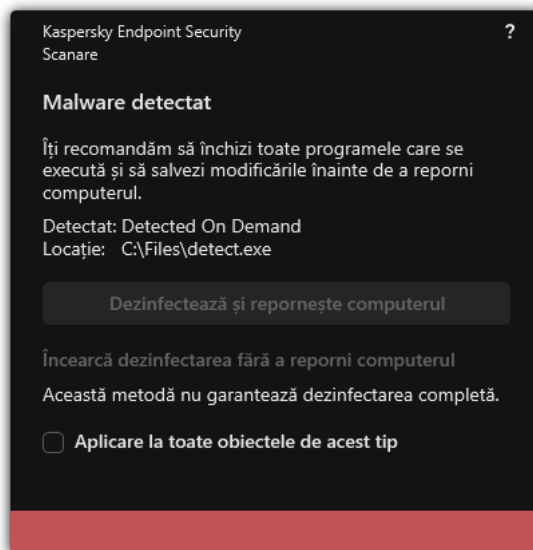 Kaspersky Endpoint Security
?
Scanare
Malware detectat
Îți recomandăm să închizi toate programele care se
execută și să salvezi modificările înainte de a reporni
computerul.
Detectat: Detected On Demand
Locație: C:\Files\detect.exe
Dezinfectează și repornește computerul
Încearcă dezinfectarea fără a reporni computerul
Această metodă nu garantează dezinfectarea completă.
Aplicare la toate obiectele de acest tip